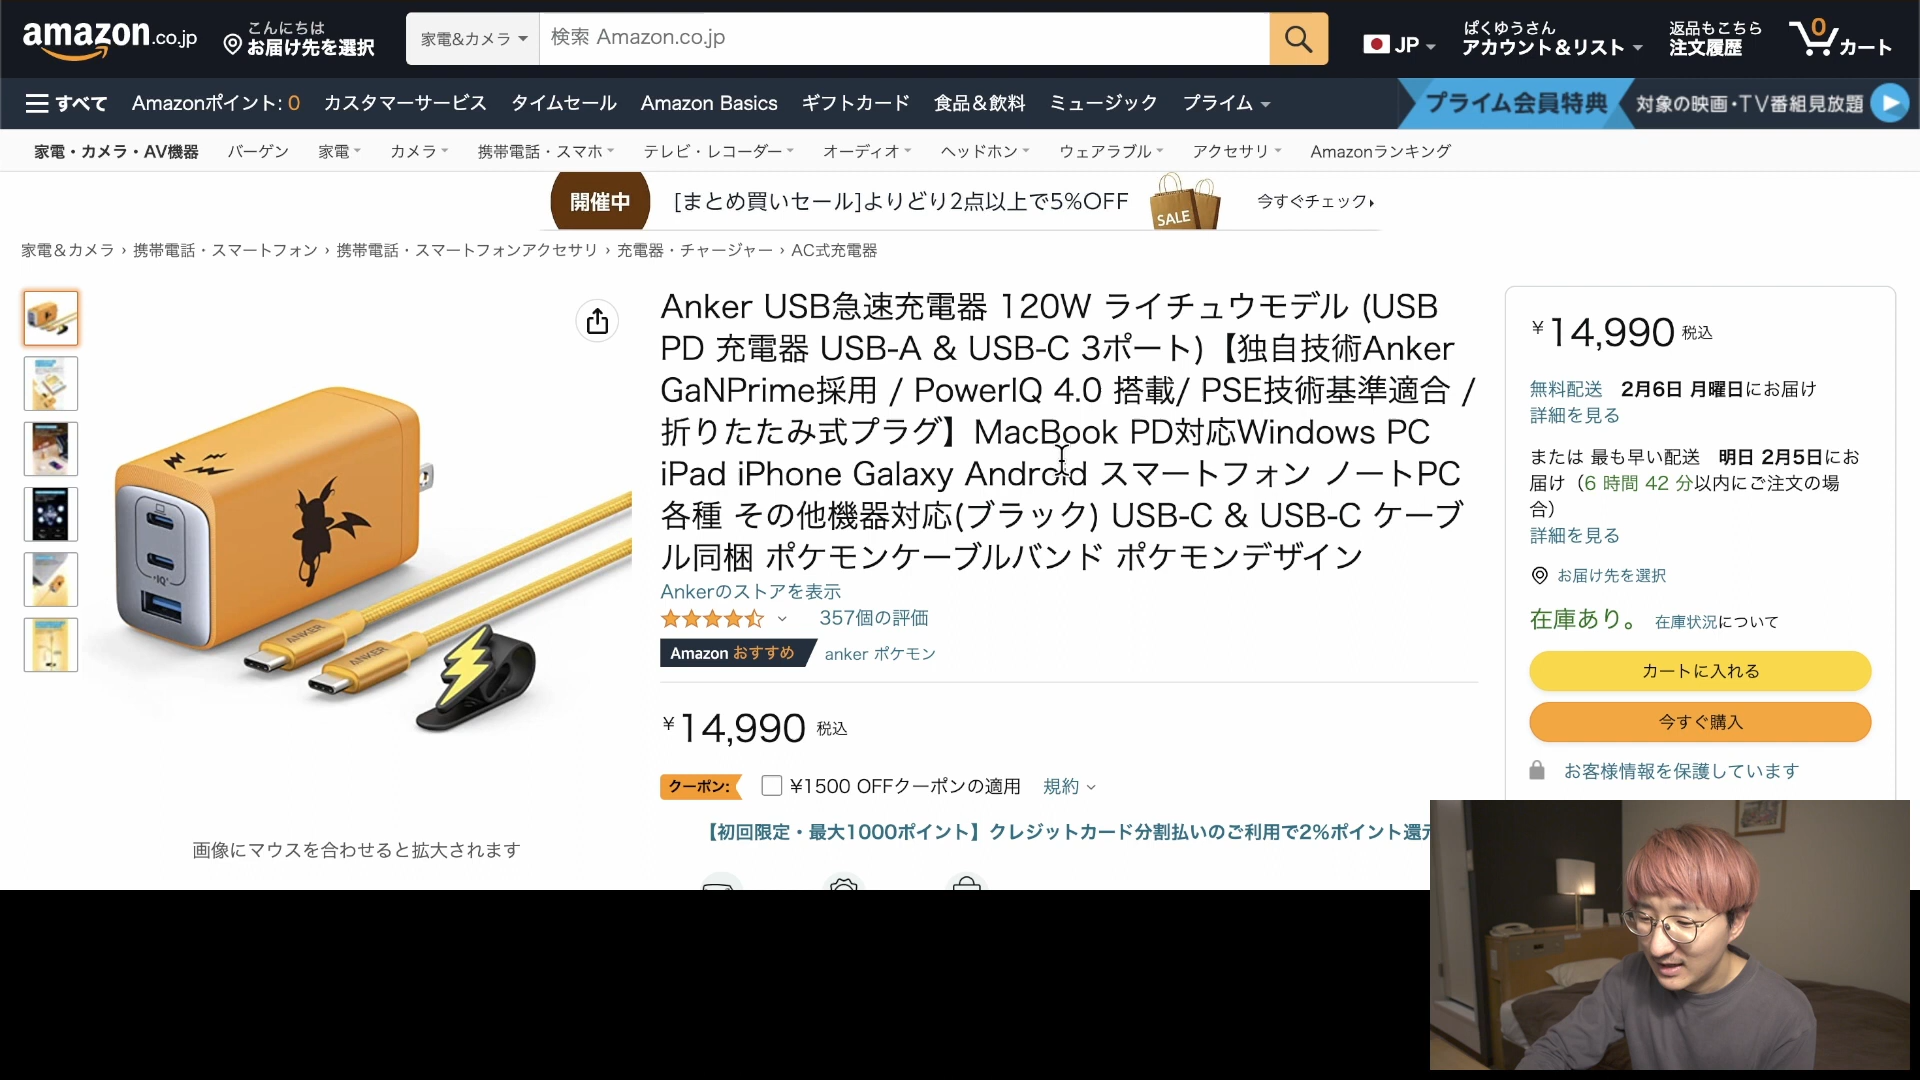 amazon.co.jp
こんにちは
お届け先を選択
家電&カメラ
検索 Amazon.co.jp
JP
ぱくゆうさん
アカウント＆リスト
返品もこちら
注文履歴
0
カート
すべて
Amazonポイント: 0
カスタマーサービス
タイムセール
Amazon Basics
ギフトカード
食品＆飲料
ミュージック
プライム
プライム会員特典
対象の映画・TV番組見放題
家電・カメラ・AV機器
バーゲン
家電
カメラ
携帯電話・スマホ
テレビ・レコーダー
オーディオ
ヘッドホン
ウェアラブル
アクセサリ
Amazonランキング
開催中
[まとめ買いセール]よりどり2点以上で5%OFF
SALE
今すぐチェック
家電＆カメラ › 携帯電話・スマートフォン › 携帯電話・スマートフォンアクセサリ › 充電器・チャージャー › AC式充電器
Anker USB急速充電器 120W ライチュウモデル (USB
PD 充電器 USB-A & USB-C 3ポート)【独自技術Anker
GaNPrime採用 / PowerIQ 4.0 搭載/ PSE技術基準適合 /
折りたたみ式プラグ】MacBook PD対応Windows PC
iPad iPhone Galaxy Android スマートフォン ノートPC
各種 その他機器対応(ブラック) USB-C & USB-C ケーブ
ル同梱 ポケモンケーブルバンド ポケモンデザイン
Ankerのストアを表示
357個の評価
Amazon おすすめ
anker ポケモン
¥14,990 税込
クーポン:
¥1500 OFFクーポンの適用
規約
【初回限定・最大1000ポイント】クレジットカード分割払いのご利用で2%ポイント還元
IQ
ANKER
ANKER
画像にマウスを合わせると拡大されます
¥14,990 税込
無料配送 2月6日 月曜日にお届け
詳細を見る
または 最も早い配送 明日 2月5日にお
届け（6 時間 42 分以内にご注文の場
合）
詳細を見る
お届け先を選択
在庫あり。 在庫状況について
カートに入れる
今すぐ購入
お客様情報を保護しています